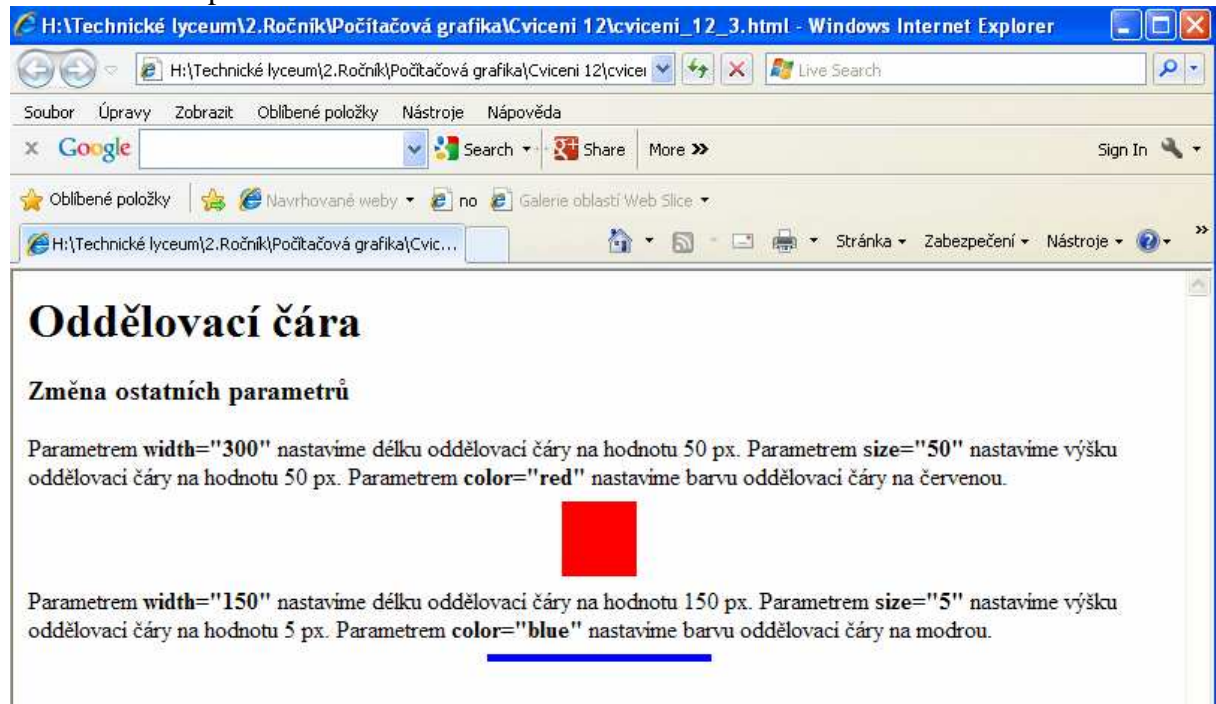 H:\Technické lyceum\2.Ročník\Počítačová grafika\Cviceni 12\cviceni_12_3.html - Windows Internet Explorer
H:\Technické lyceum\2.Ročník\Počítačová grafika\Cviceni 12\cvicei
Live Search
Soubor Úpravy Zobrazit Oblíbené položky Nástroje Nápověda
x Google Search Share More » Sign In
Oblíbené položky Navrhované weby no Galerie oblastí Web Slice
H:\Technické lyceum\2.Ročník\Počítačová grafika\Cvic... Stránka Zabezpečení Nástroje »
Oddělovací čára
Změna ostatních parametrů
Parametrem width="300" nastavíme délku oddělovací čáry na hodnotu 50 px. Parametrem size="50" nastavíme výšku
oddělovací čáry na hodnotu 50 px. Parametrem color="red" nastavíme barvu oddělovací čáry na červenou.
Parametrem width="150" nastavíme délku oddělovací čáry na hodnotu 150 px. Parametrem size="5" nastavíme výšku
oddělovací čáry na hodnotu 5 px. Parametrem color="blue" nastavíme barvu oddělovací čáry na modrou.